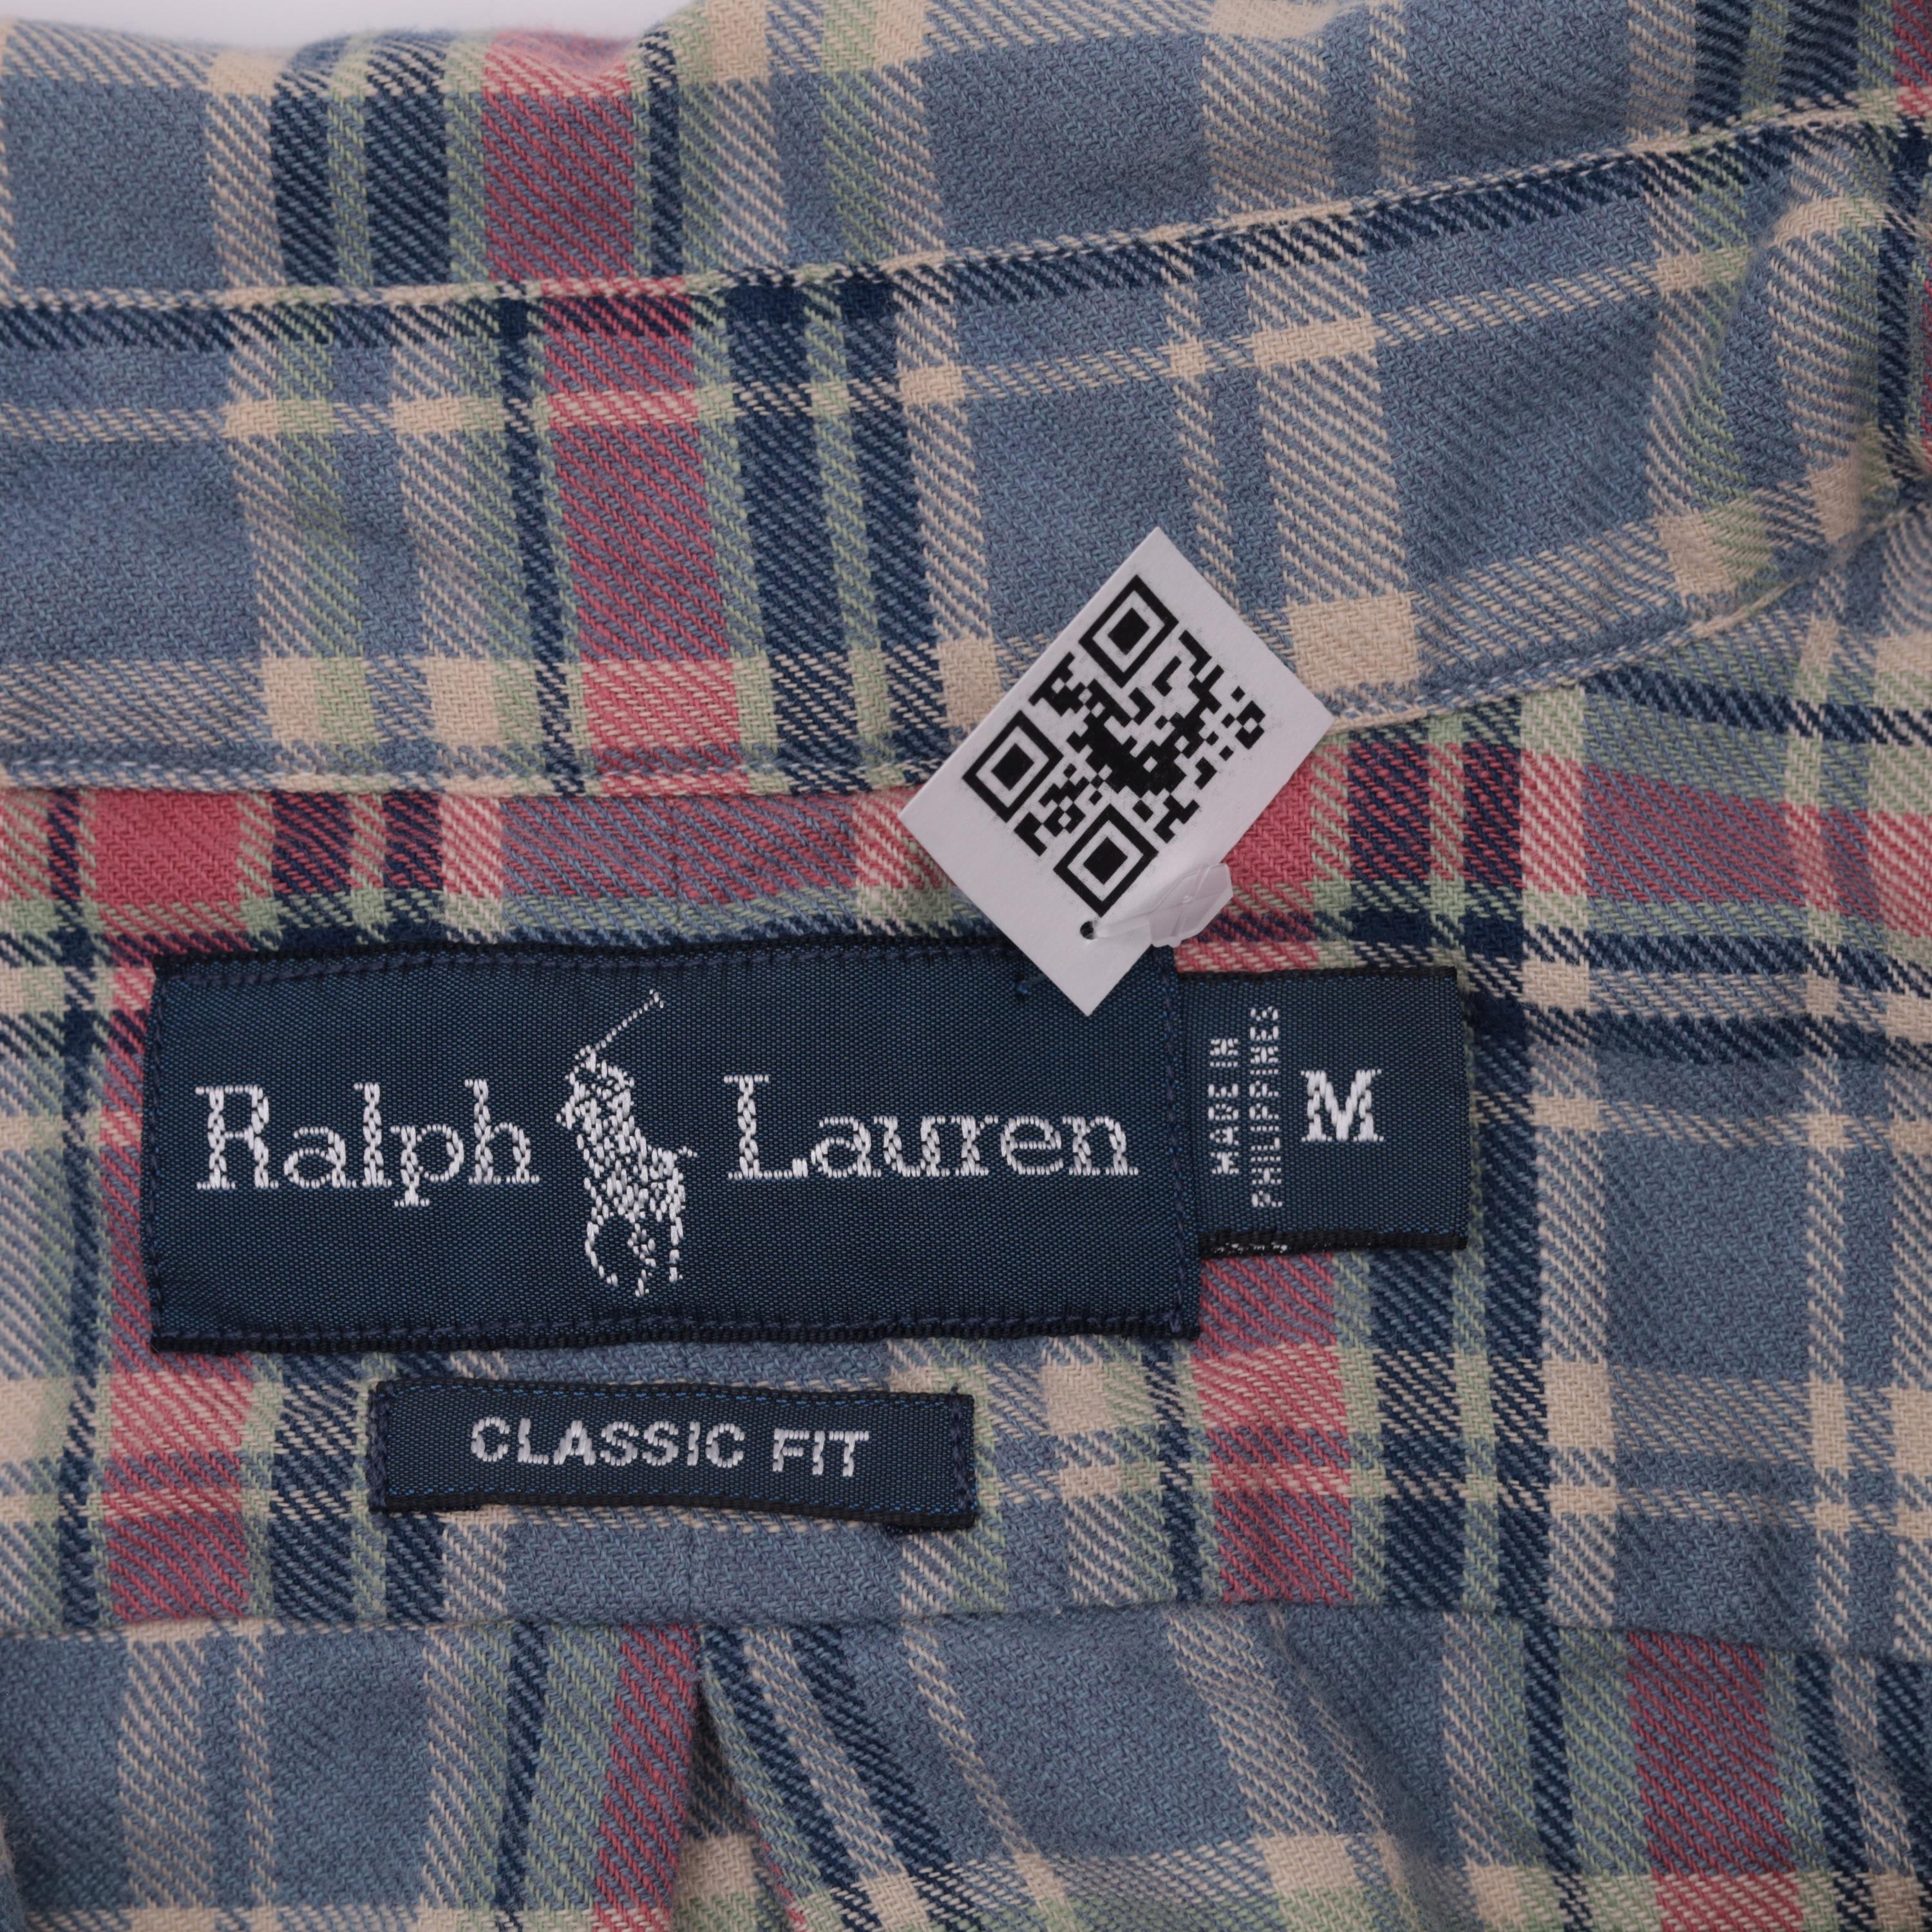 Ralph Lauren
MADE IN
PHILIPPINES
M
CLASSIC FIT